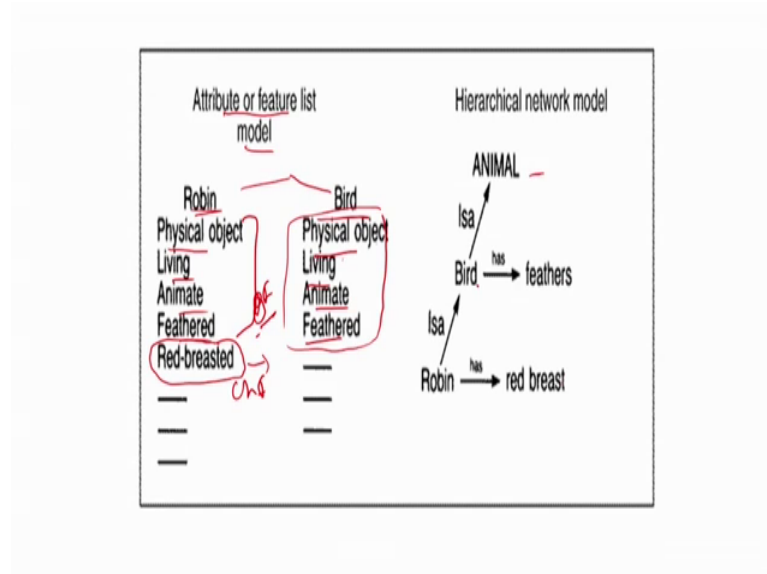 Attribute or feature list
model
Robin
Physical object
Living
Animate
Feathered
Red-breasted
Bird
Physical object
Living
Animate
Feathered
Hierarchical network model
ANIMAL
Isa
Bird has feathers
Isa
Robin has red breast